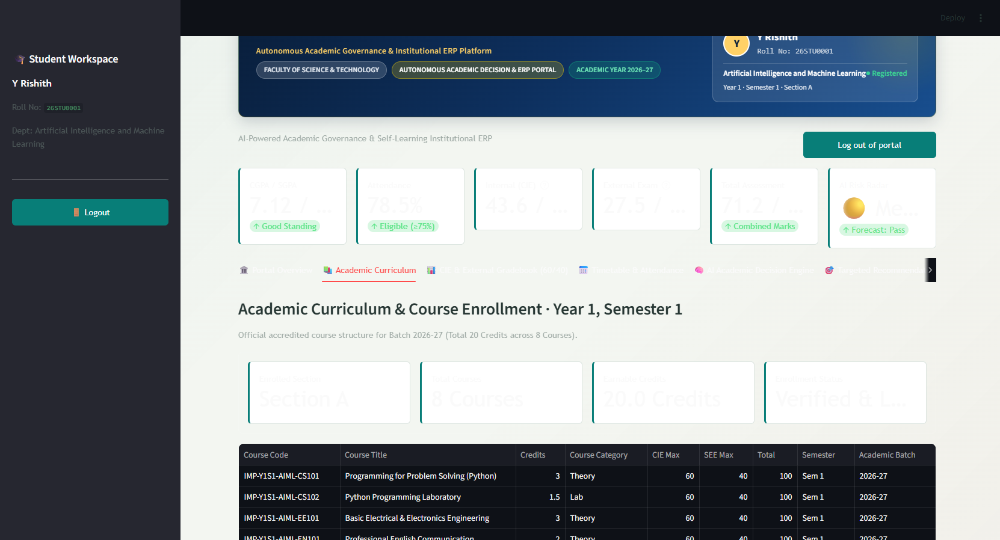 Deploy
🎓 Student Workspace
Y Rishith
Roll No: 26STU0001
Dept: Artificial Intelligence and Machine
Learning
🚪 Logout
Autonomous Academic Governance & Institutional ERP Platform
FACULTY OF SCIENCE & TECHNOLOGY
AUTONOMOUS ACADEMIC DECISION & ERP PORTAL
ACADEMIC YEAR 2026–27
Y
Y Rishith
Roll No: 26STU0001
Artificial Intelligence and Machine Learning
● Registered
Year 1 · Semester 1 · Section A
AI-Powered Academic Governance & Self-Learning Institutional ERP
Log out of portal
CGPA / SGPA
7.12 / ...
↑ Good Standing
Attendance
78.5%
↑ Eligible (≥75%)
Internal (CIE)
43.6 / ...
External Exam
27.5 / ...
Total Assessment
71.2 / ...
↑ Combined Marks
AI Risk Radar
🟡 Me...
↑ Forecast: Pass
🏛️ Portal Overview
📚 Academic Curriculum
📊 CIE & External Gradebook (60/40)
📅 Timetable & Attendance
🧠 AI Academic Decision Engine
🎯 Targeted Recommenda
Academic Curriculum & Course Enrollment · Year 1, Semester 1
Official accredited course structure for Batch 2026-27 (Total 20 Credits across 8 Courses).
Enrolled Section
Section A
Total Courses
8 Courses
Earnable Credits
20.0 Credits
Enrollment Status
Verified & L...
Course Code Course Title Credits Course Category CIE Max SEE Max Total Semester Academic Batch
IMP-Y1S1-AIML-CS101 Programming for Problem Solving (Python) 3 Theory 60 40 100 Sem 1 2026-27
IMP-Y1S1-AIML-CS102 Python Programming Laboratory 1.5 Lab 60 40 100 Sem 1 2026-27
IMP-Y1S1-AIML-EE101 Basic Electrical & Electronics Engineering 3 Theory 60 40 100 Sem 1 2026-27
IMP-Y1S1-AIML-EN101 Professional English Communication 2 Theory 60 40 100 Sem 1 2026-27